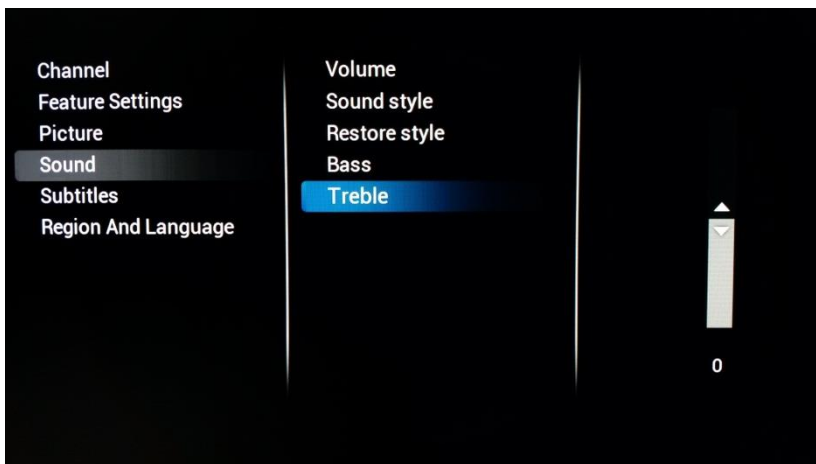 Channel
Feature Settings
Picture
Sound
Subtitles
Region And Language
Volume
Sound style
Restore style
Bass
Treble
0